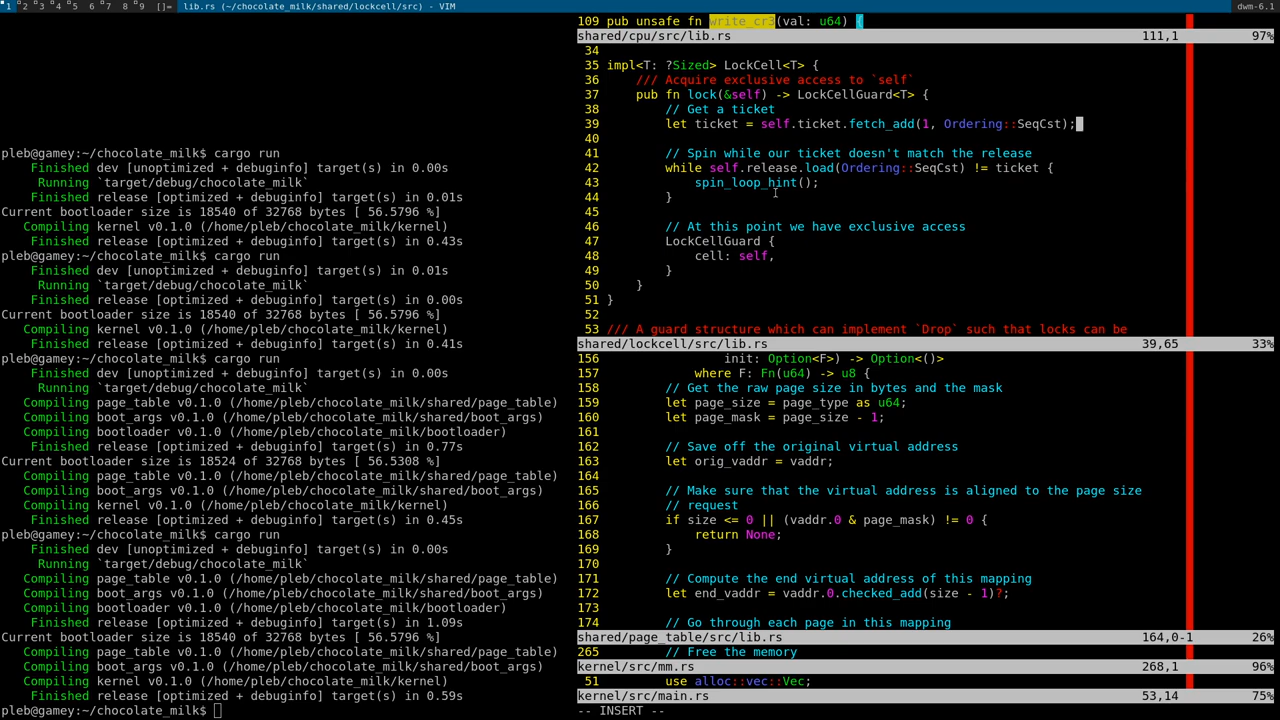 1 2 3 4 5 6 7 8 9 []= lib.rs (~/chocolate_milk/shared/lockcell/src) - VIM dwm-6.1
pleb@gamey:~/chocolate_milk$ cargo run
Finished dev [unoptimized + debuginfo] target(s) in 0.00s
Running `target/debug/chocolate_milk`
Finished release [optimized + debuginfo] target(s) in 0.01s
Current bootloader size is 18540 of 32768 bytes [ 56.5796 %]
Compiling kernel v0.1.0 (/home/pleb/chocolate_milk/kernel)
Finished release [optimized + debuginfo] target(s) in 0.43s
pleb@gamey:~/chocolate_milk$ cargo run
Finished dev [unoptimized + debuginfo] target(s) in 0.01s
Running `target/debug/chocolate_milk`
Finished release [optimized + debuginfo] target(s) in 0.00s
Current bootloader size is 18540 of 32768 bytes [ 56.5796 %]
Compiling kernel v0.1.0 (/home/pleb/chocolate_milk/kernel)
Finished release [optimized + debuginfo] target(s) in 0.41s
pleb@gamey:~/chocolate_milk$ cargo run
Finished dev [unoptimized + debuginfo] target(s) in 0.00s
Running `target/debug/chocolate_milk`
Compiling page_table v0.1.0 (/home/pleb/chocolate_milk/shared/page_table)
Compiling boot_args v0.1.0 (/home/pleb/chocolate_milk/shared/boot_args)
Compiling bootloader v0.1.0 (/home/pleb/chocolate_milk/bootloader)
Finished release [optimized + debuginfo] target(s) in 0.77s
Current bootloader size is 18524 of 32768 bytes [ 56.5308 %]
Compiling page_table v0.1.0 (/home/pleb/chocolate_milk/shared/page_table)
Compiling boot_args v0.1.0 (/home/pleb/chocolate_milk/shared/boot_args)
Compiling kernel v0.1.0 (/home/pleb/chocolate_milk/kernel)
Finished release [optimized + debuginfo] target(s) in 0.45s
pleb@gamey:~/chocolate_milk$ cargo run
Finished dev [unoptimized + debuginfo] target(s) in 0.00s
Running `target/debug/chocolate_milk`
Compiling page_table v0.1.0 (/home/pleb/chocolate_milk/shared/page_table)
Compiling boot_args v0.1.0 (/home/pleb/chocolate_milk/shared/boot_args)
Compiling bootloader v0.1.0 (/home/pleb/chocolate_milk/bootloader)
Finished release [optimized + debuginfo] target(s) in 1.09s
Current bootloader size is 18540 of 32768 bytes [ 56.5796 %]
Compiling page_table v0.1.0 (/home/pleb/chocolate_milk/shared/page_table)
Compiling boot_args v0.1.0 (/home/pleb/chocolate_milk/shared/boot_args)
Compiling kernel v0.1.0 (/home/pleb/chocolate_milk/kernel)
Finished release [optimized + debuginfo] target(s) in 0.59s
pleb@gamey:~/chocolate_milk$
109 pub unsafe fn write_cr3(val: u64) {
shared/cpu/src/lib.rs 111,1 97%
34
35 impl<T: ?Sized> LockCell<T> {
36     /// Acquire exclusive access to `self`
37     pub fn lock(&self) -> LockCellGuard<T> {
38         // Get a ticket
39         let ticket = self.ticket.fetch_add(1, Ordering::SeqCst);
40
41         // Spin while our ticket doesn't match the release
42         while self.release.load(Ordering::SeqCst) != ticket {
43             spin_loop_hint();
44         }
45
46         // At this point we have exclusive access
47         LockCellGuard {
48             cell: self,
49         }
50     }
51 }
52
53 /// A guard structure which can implement `Drop` such that locks can be
shared/lockcell/src/lib.rs 39,65 33%
156                 init: Option<F>) -> Option<()>
157                 where F: Fn(u64) -> u8 {
158         // Get the raw page size in bytes and the mask
159         let page_size = page_type as u64;
160         let page_mask = page_size - 1;
161
162         // Save off the original virtual address
163         let orig_vaddr = vaddr;
164
165         // Make sure that the virtual address is aligned to the page size
166         // request
167         if size <= 0 || (vaddr.0 & page_mask) != 0 {
168             return None;
169         }
170
171         // Compute the end virtual address of this mapping
172         let end_vaddr = vaddr.0.checked_add(size - 1)?;
173
174         // Go through each page in this mapping
shared/page_table/src/lib.rs 164,0-1 26%
265         // Free the memory
kernel/src/mm.rs 268,1 96%
51         use alloc::vec::Vec;
kernel/src/main.rs 53,14 75%
-- INSERT --